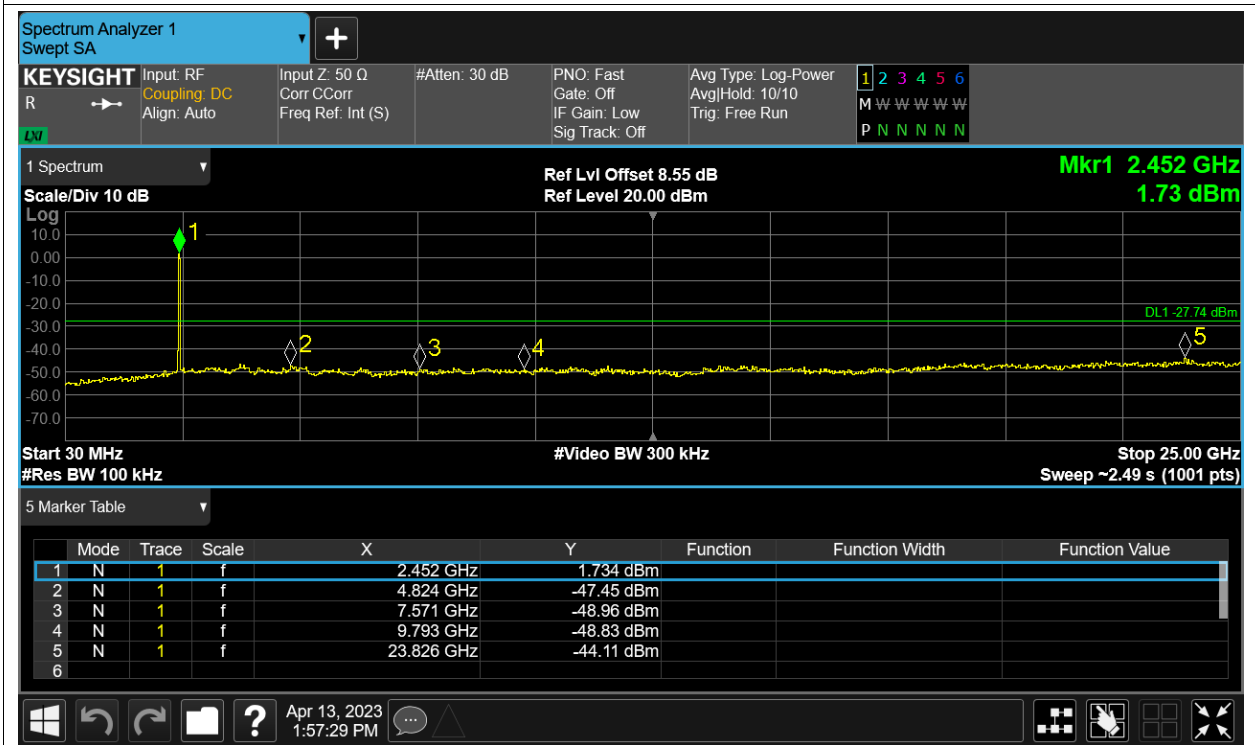 Spectrum Analyzer 1
Swept SA
KEYSIGHT
R
LXI
Input: RF
Coupling: DC
Align: Auto
Input Z: 50 Ω
Corr CCorr
Freq Ref: Int (S)
#Atten: 30 dB
PNO: Fast
Gate: Off
IF Gain: Low
Sig Track: Off
Avg Type: Log-Power
Avg|Hold: 10/10
Trig: Free Run
1 2 3 4 5 6
M W W W W W
P N N N N N
1 Spectrum
Scale/Div 10 dB
Ref Lvl Offset 8.55 dB
Ref Level 20.00 dBm
Mkr1 2.452 GHz
1.73 dBm
Log
10.0
0.00
-10.0
-20.0
-30.0
-40.0
-50.0
-60.0
-70.0
1
2
3
4
5
DL1 -27.74 dBm
Start 30 MHz
#Res BW 100 kHz
#Video BW 300 kHz
Stop 25.00 GHz
Sweep ~2.49 s (1001 pts)
5 Marker Table
Mode Trace Scale X Y Function Function Width Function Value
1 N 1 f 2.452 GHz 1.734 dBm
2 N 1 f 4.824 GHz -47.45 dBm
3 N 1 f 7.571 GHz -48.96 dBm
4 N 1 f 9.793 GHz -48.83 dBm
5 N 1 f 23.826 GHz -44.11 dBm
6
?
Apr 13, 2023
1:57:29 PM